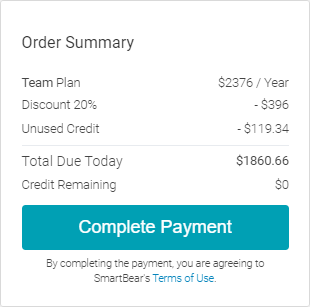 Order Summary
Team Plan $2376 / Year
Discount 20% - $396
Unused Credit - $119.34
Total Due Today $1860.66
Credit Remaining $0
Complete Payment
By completing the payment, you are agreeing to
SmartBear's Terms of Use.